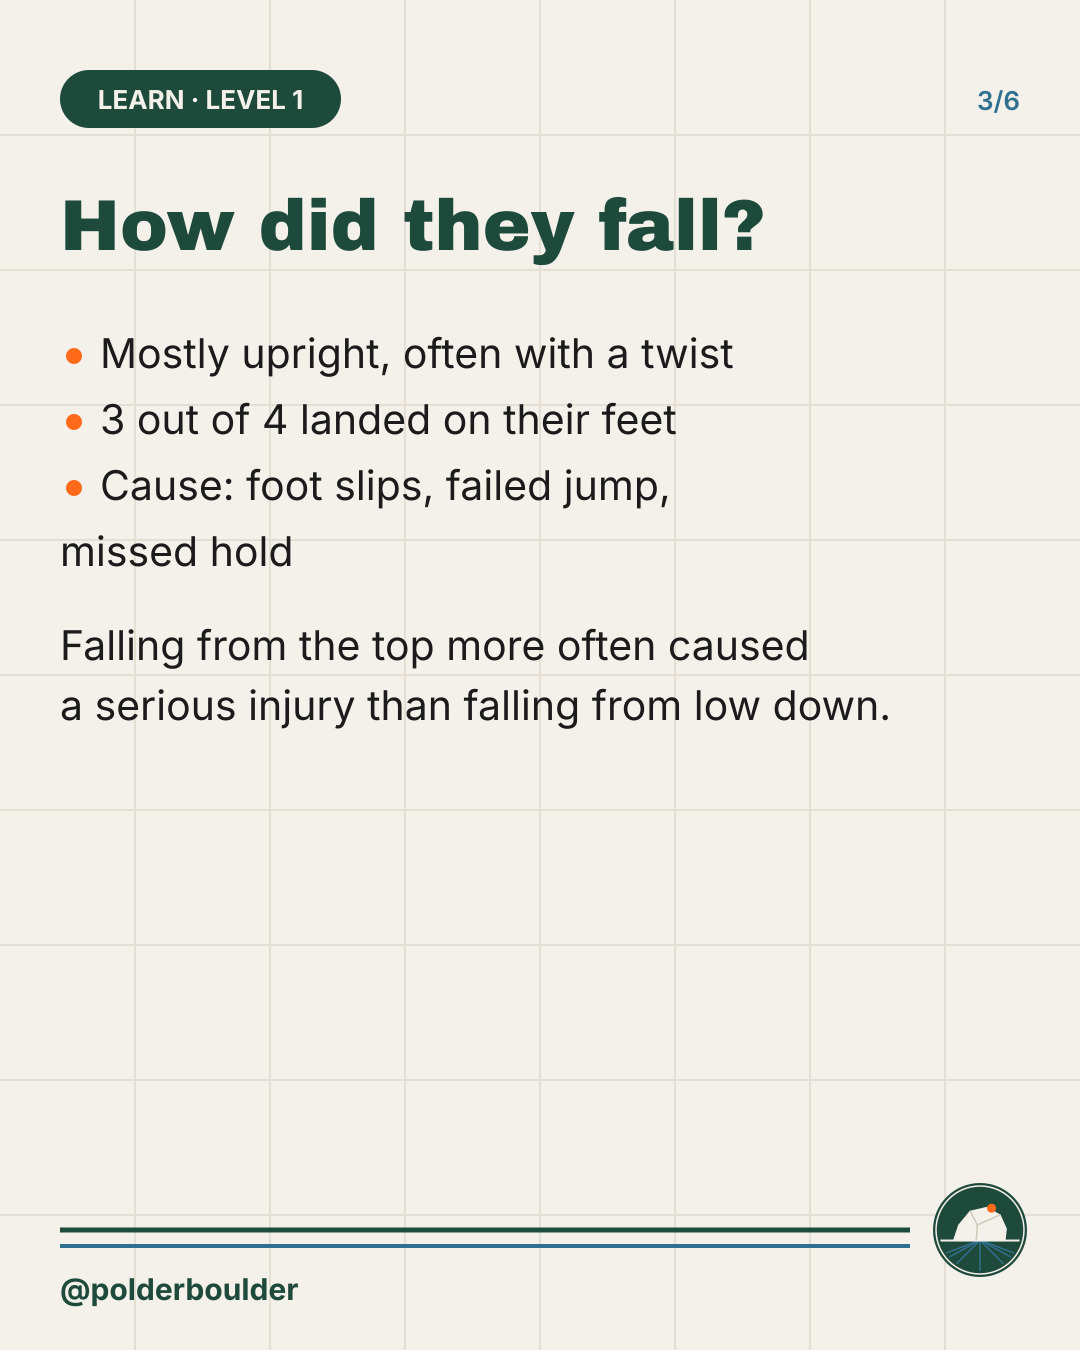 LEARN · LEVEL 1
3/6
How did they fall?
• Mostly upright, often with a twist
• 3 out of 4 landed on their feet
• Cause: foot slips, failed jump,
missed hold
Falling from the top more often caused
a serious injury than falling from low down.
@polderboulder